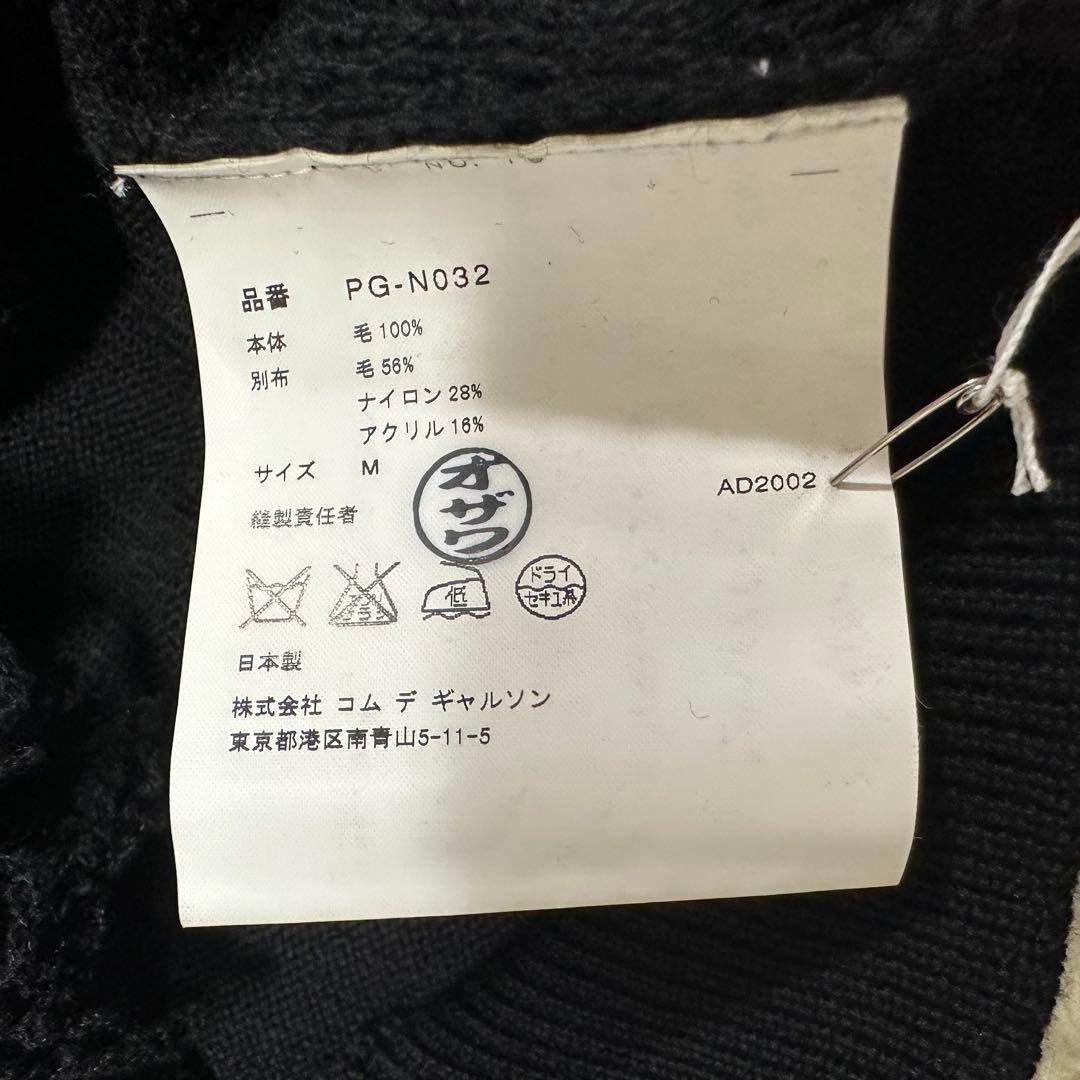 品番 PG-N032
本体 毛 100%
別布 毛 56%
ナイロン 28%
アクリル 16%
サイズ M
オザワ
AD2002
縫製責任者
低
ドライ
セキユ系
日本製
株式会社 コム デ ギャルソン
東京都港区南青山5-11-5